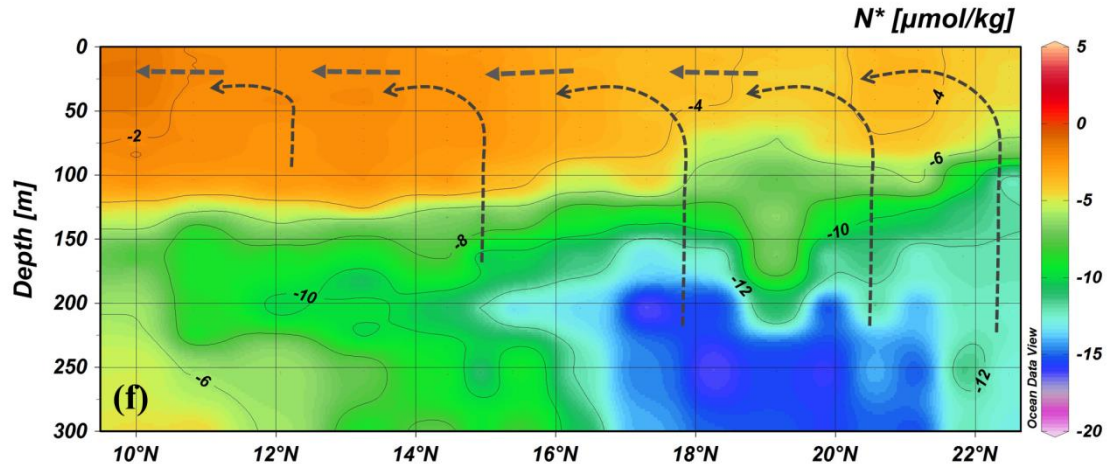 N* [μmol/kg]
Depth [m]
0
50
100
150
200
250
300
-2
-4
-4
-6
-8
-10
-12
-10
-6
-12
(f)
10°N
12°N
14°N
16°N
18°N
20°N
22°N
Ocean Data View
5
0
-5
-10
-15
-20